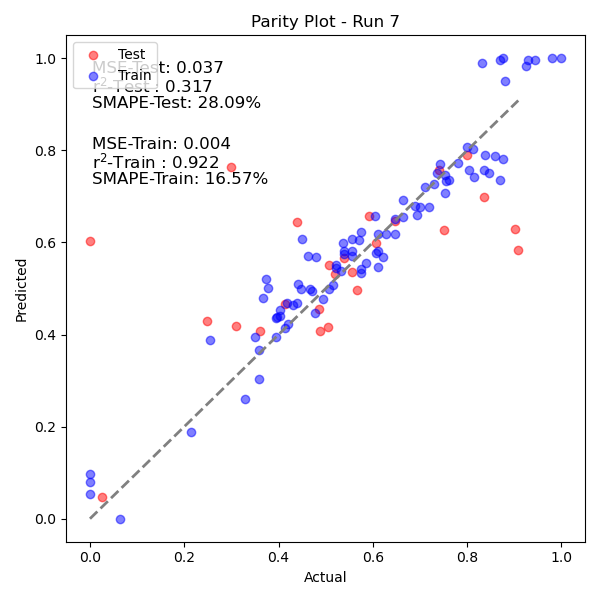 Parity Plot - Run 7
Test
Train
MSE-Test: 0.037
r²-Test : 0.317
SMAPE-Test: 28.09%
MSE-Train: 0.004
r²-Train : 0.922
SMAPE-Train: 16.57%
Predicted
1.0
0.8
0.6
0.4
0.2
0.0
0.0 0.2 0.4 0.6 0.8 1.0
Actual